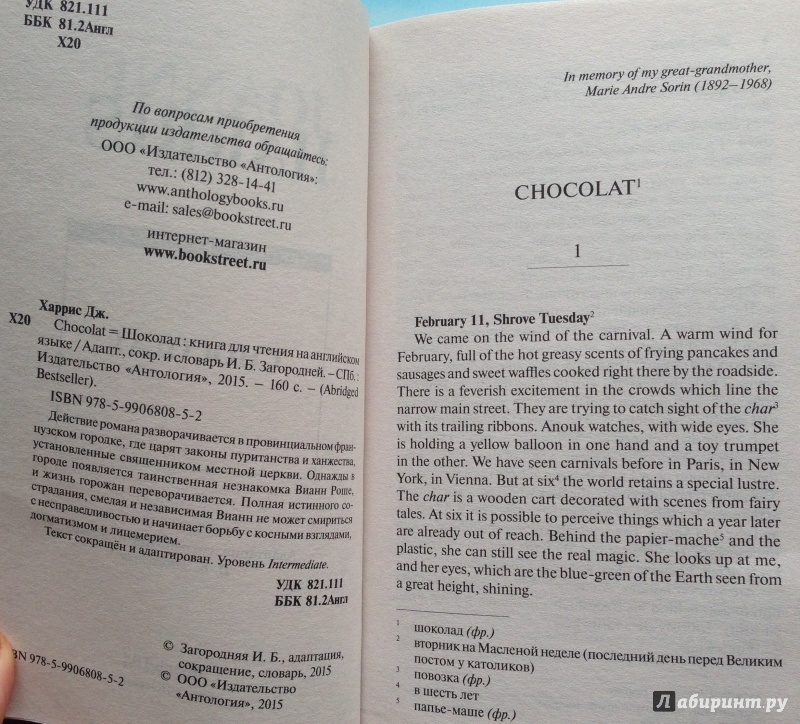 УДК 821.111
ББК 81.2Англ
Х20
По вопросам приобретения
продукции издательства обращайтесь:
ООО «Издательство «Антология»:
тел.: (812) 328-14-41
www.anthologybooks.ru
e-mail: sales@bookstreet.ru
интернет-магазин
www.bookstreet.ru
Харрис Дж.
Х20
Chocolat = Шоколад : книга для чтения на английском
языке / Адапт., сокр. и словарь И. Б. Загородней. – СПб. :
Издательство «Антология», 2015. – 160 с. – (Abridged
Bestseller).
ISBN 978-5-9906808-5-2
Действие романа разворачивается в провинциальном фран-
цузском городке, где царят законы пуританства и ханжества,
установленные священником местной церкви. Однажды в
городе появляется таинственная незнакомка Вианн Роше,
и жизнь горожан переворачивается. Полная истинного со-
страдания, смелая и независимая Вианн не может смириться
с несправедливостью и начинает борьбу с косными взглядами,
догматизмом и лицемерием.
Текст сокращён и адаптирован. Уровень Intermediate.
УДК 821.111
ББК 81.2Англ
© Загородняя И. Б., адаптация,
сокращение, словарь, 2015
© ООО «Издательство
«Антология», 2015
BN 978-5-9906808-5-2
In memory of my great-grandmother,
Marie Andre Sorin (1892–1968)
CHOCOLAT¹
1
February 11, Shrove Tuesday²
We came on the wind of the carnival. A warm wind for
February, full of the hot greasy scents of frying pancakes and
sausages and sweet waffles cooked right there by the roadside.
There is a feverish excitement in the crowds which line the
narrow main street. They are trying to catch sight of the char³
with its trailing ribbons. Anouk watches, with wide eyes. She
is holding a yellow balloon in one hand and a toy trumpet
in the other. We have seen carnivals before in Paris, in New
York, in Vienna. But at six⁴ the world retains a special lustre.
The char is a wooden cart decorated with scenes from fairy
tales. At six it is possible to perceive things which a year later
are already out of reach. Behind the papier-mache⁵ and the
plastic, she can still see the real magic. She looks up at me,
and her eyes, which are the blue-green of the Earth seen from
a great height, shining.
¹ шоколад (фр.)
² вторник на Масленой неделе (последний день перед Великим
постом у католиков)
³ повозка (фр.)
⁴ в шесть лет
⁵ папье-маше (фр.)
Лабиринт.ру